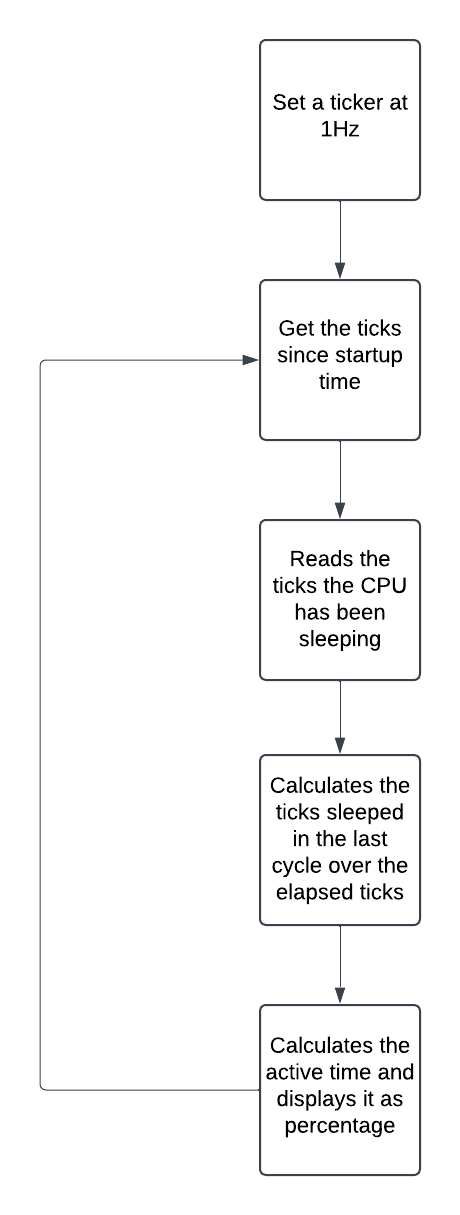 Set a ticker at
1Hz
Get the ticks
since startup
time
Reads the
ticks the CPU
has been
sleeping
Calculates the
ticks sleeped
in the last
cycle over the
elapsed ticks
Calculates the
active time and
displays it as
percentage